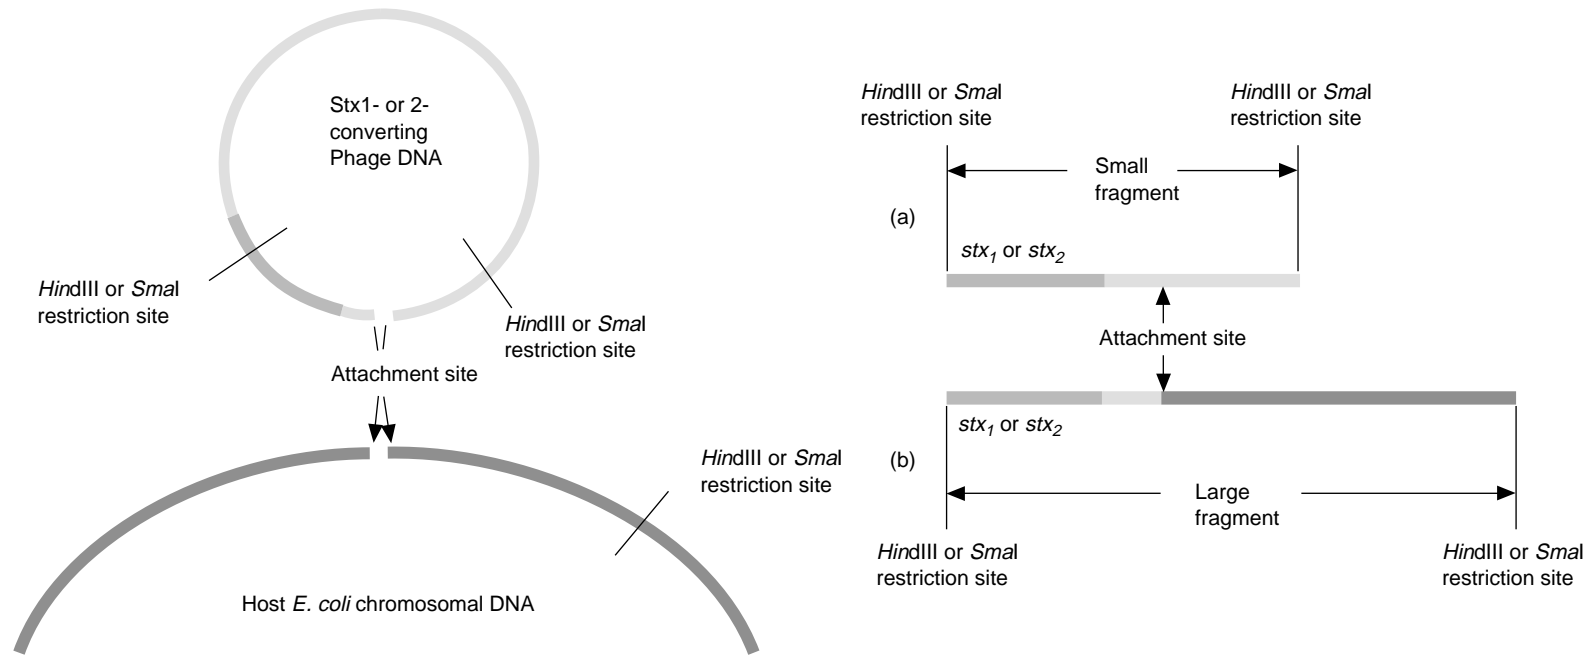 Stx1- or 2-
converting
Phage DNA
HindIII or SmaI
restriction site
HindIII or SmaI
restriction site
Attachment site
HindIII or SmaI
restriction site
Host E. coli chromosomal DNA
HindIII or SmaI
restriction site
HindIII or SmaI
restriction site
Small
fragment
(a)
stx1 or stx2
Attachment site
stx1 or stx2
(b)
Large
fragment
HindIII or SmaI
restriction site
HindIII or SmaI
restriction site